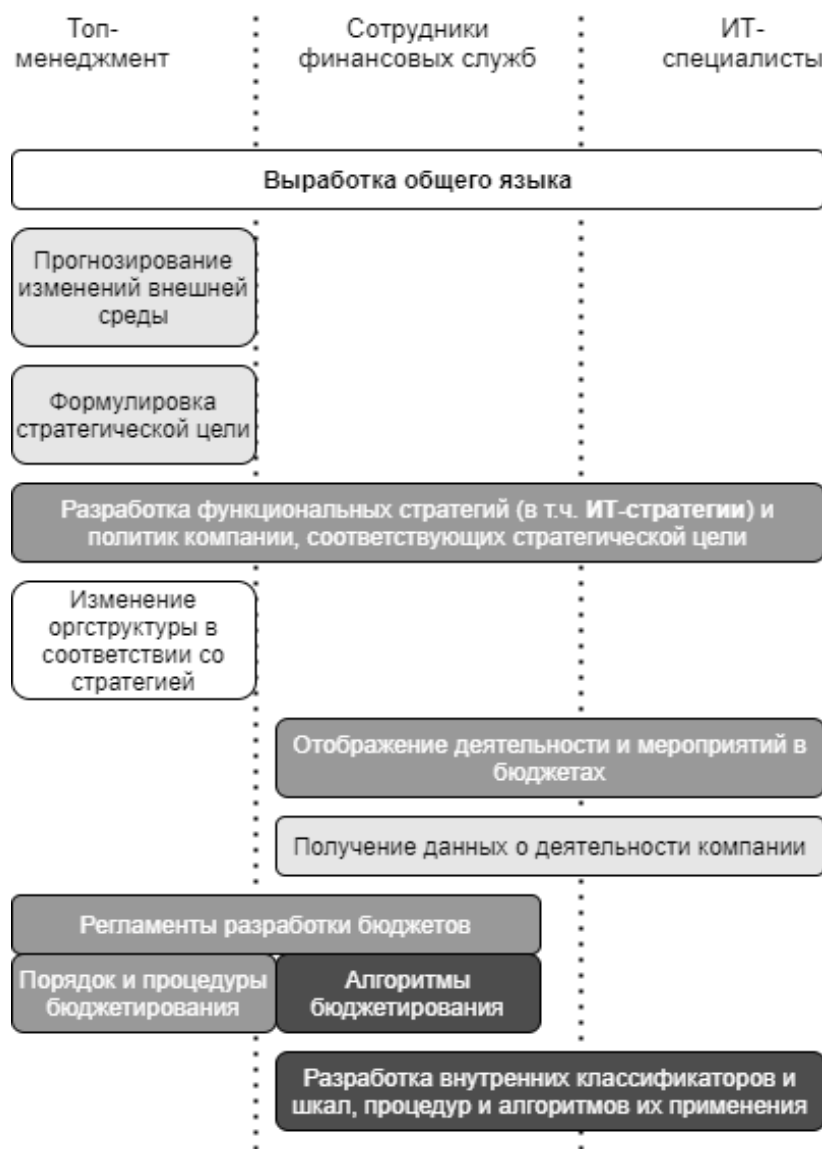 Топ-
менеджмент
Сотрудники
финансовых служб
ИТ-
специалисты
Выработка общего языка
Прогнозирование
изменений внешней
среды
Формулировка
стратегической цели
Разработка функциональных стратегий (в т.ч. ИТ-стратегии) и
политик компании, соответствующих стратегической цели
Изменение
оргструктуры в
соответствии со
стратегией
Отображение деятельности и мероприятий в
бюджетах
Получение данных о деятельности компании
Регламенты разработки бюджетов
Порядок и процедуры
бюджетирования
Алгоритмы
бюджетирования
Разработка внутренних классификаторов и
шкал, процедур и алгоритмов их применения